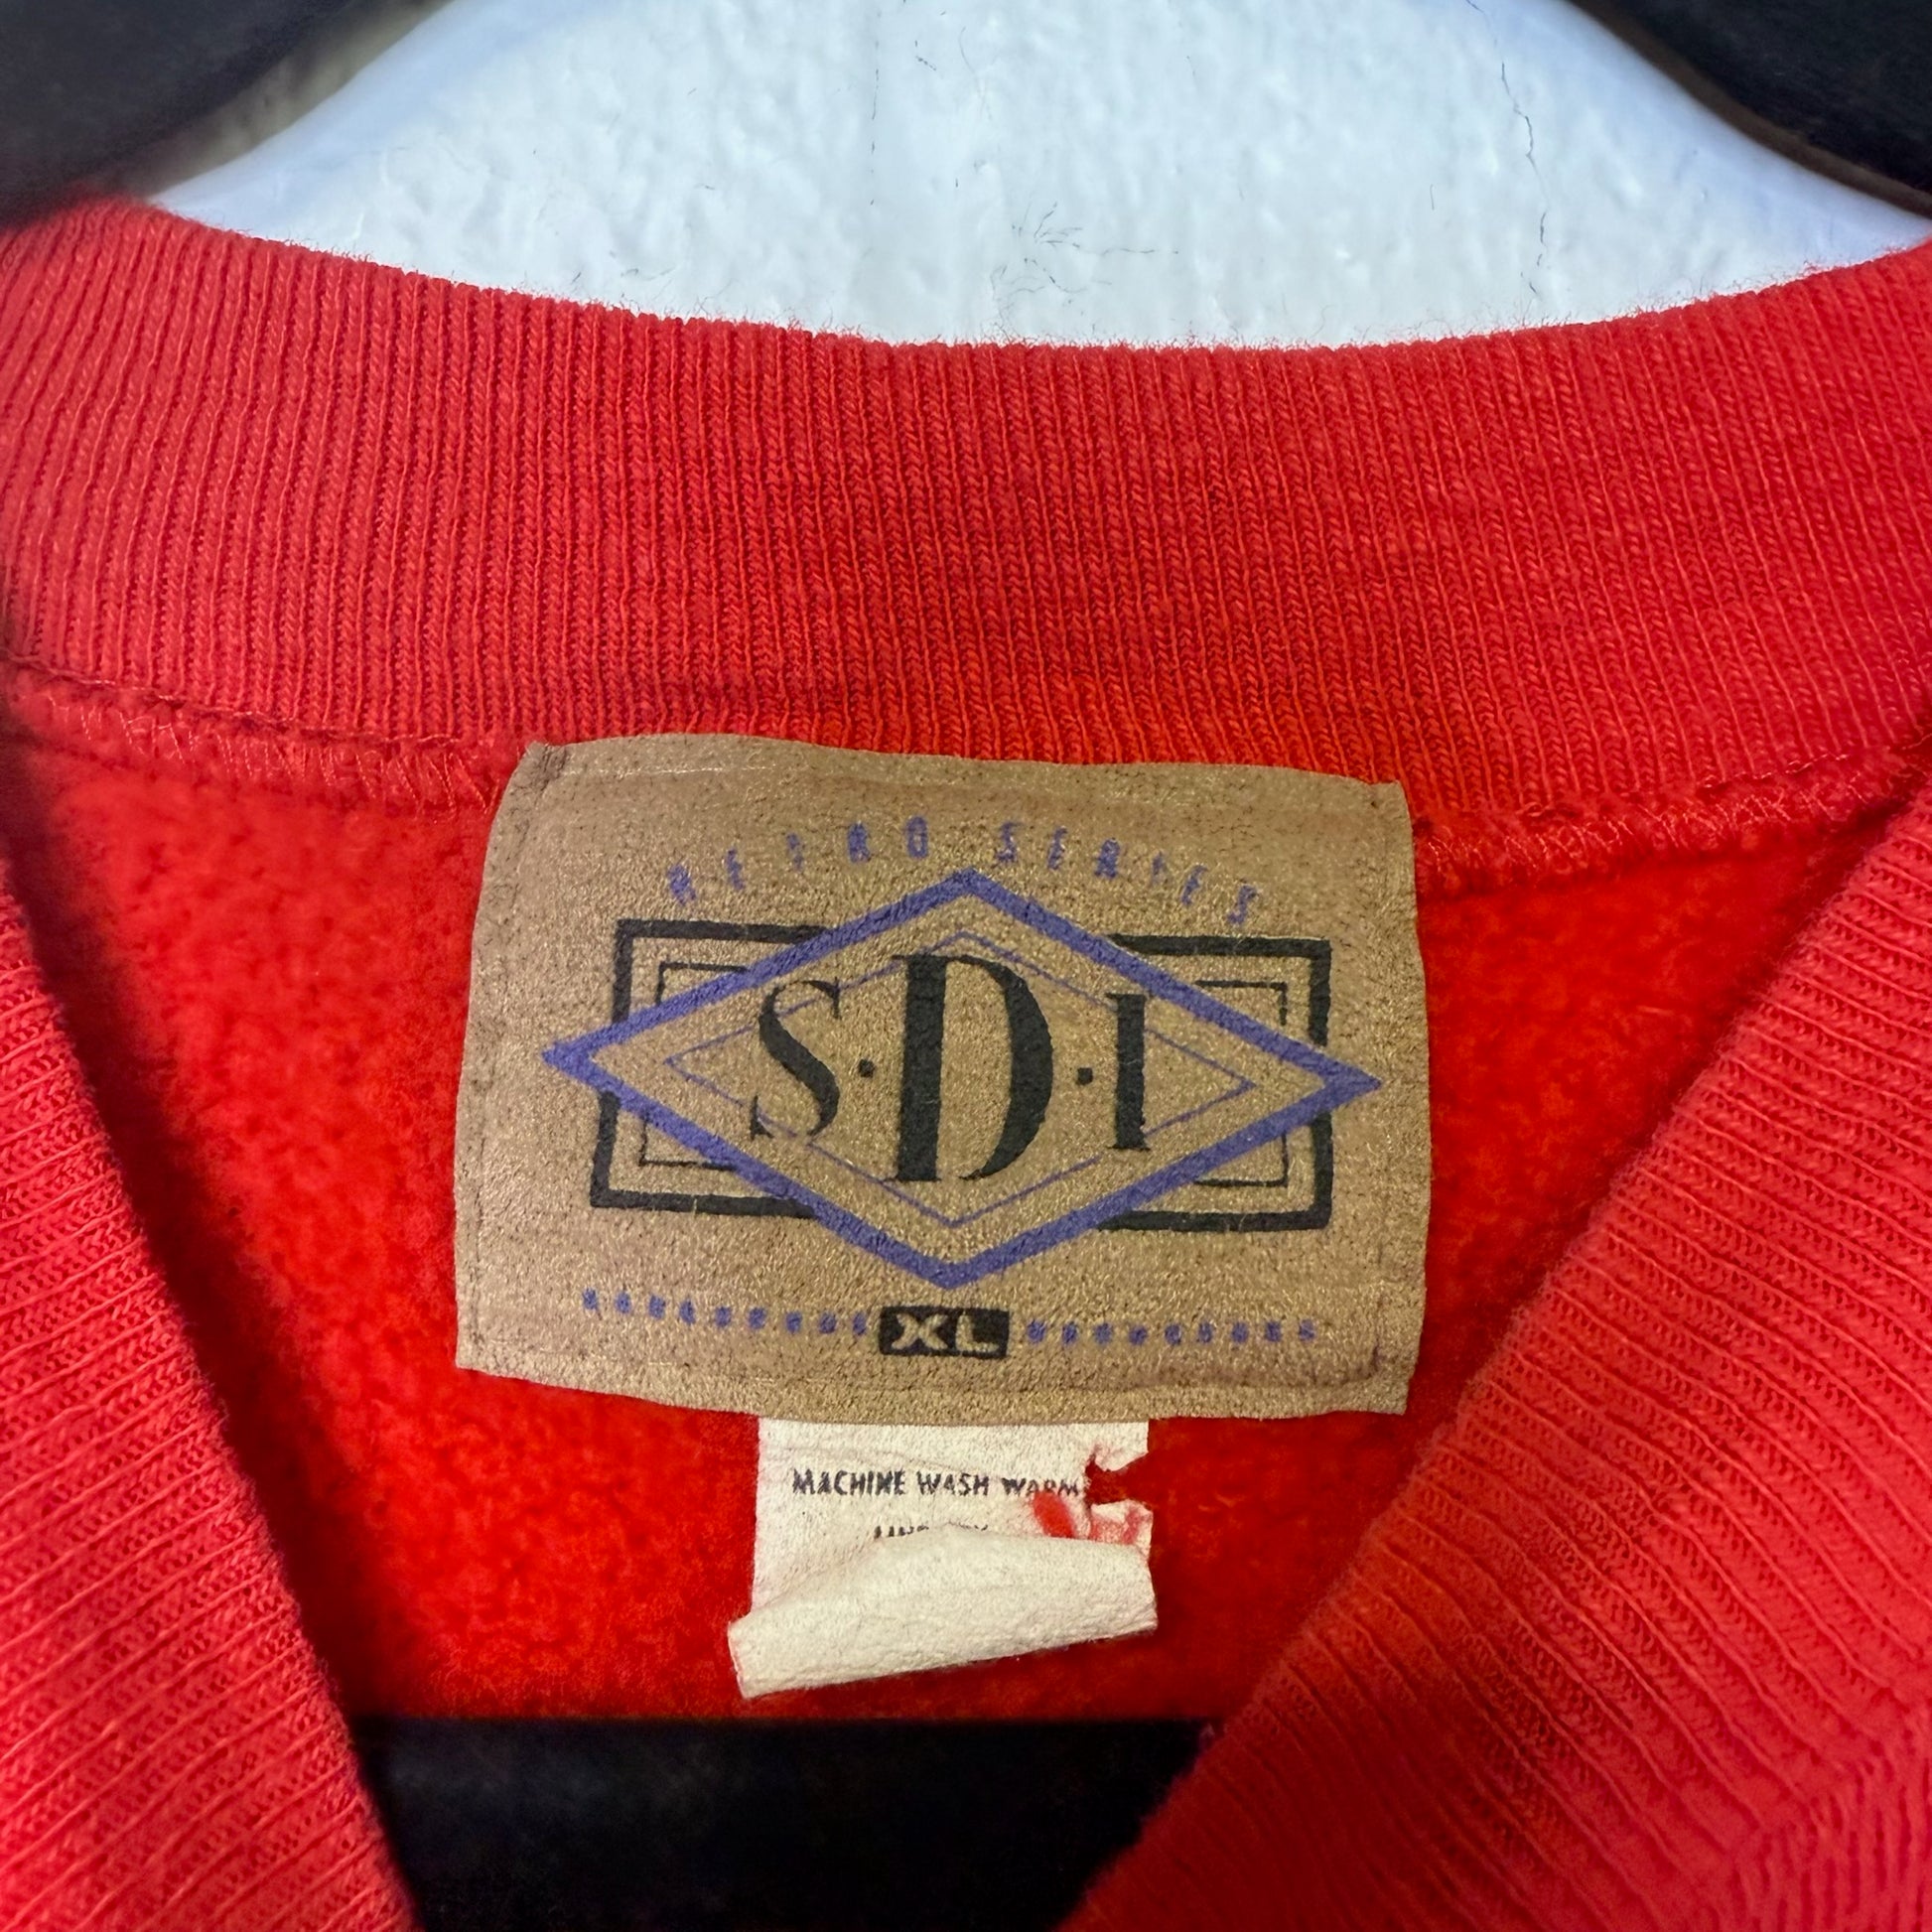 RETRO SERIES
S·D·I
XL
MACHINE WASH WARM